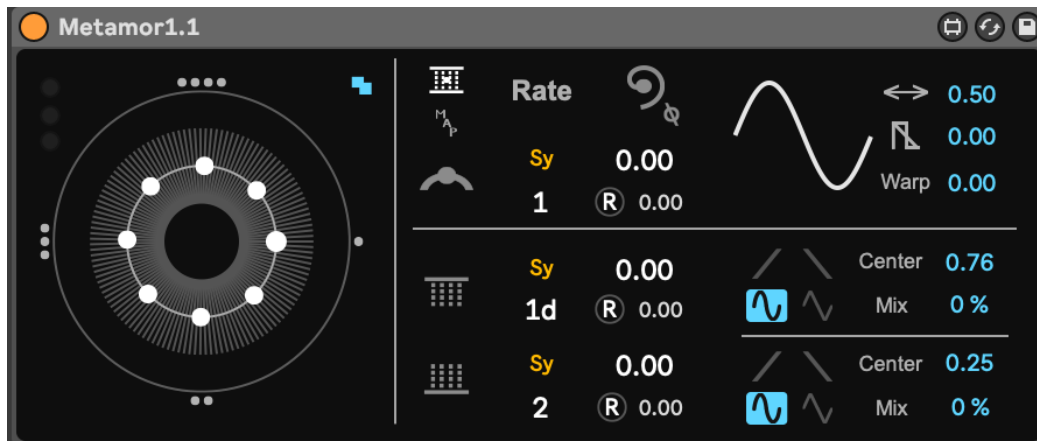 Metamor1.1
MAP
Rate
Sy
0.00
1
R 0.00
0.50
0.00
Warp 0.00
Sy
0.00
1d
R 0.00
Center 0.76
Mix 0 %
Sy
0.00
2
R 0.00
Center 0.25
Mix 0 %